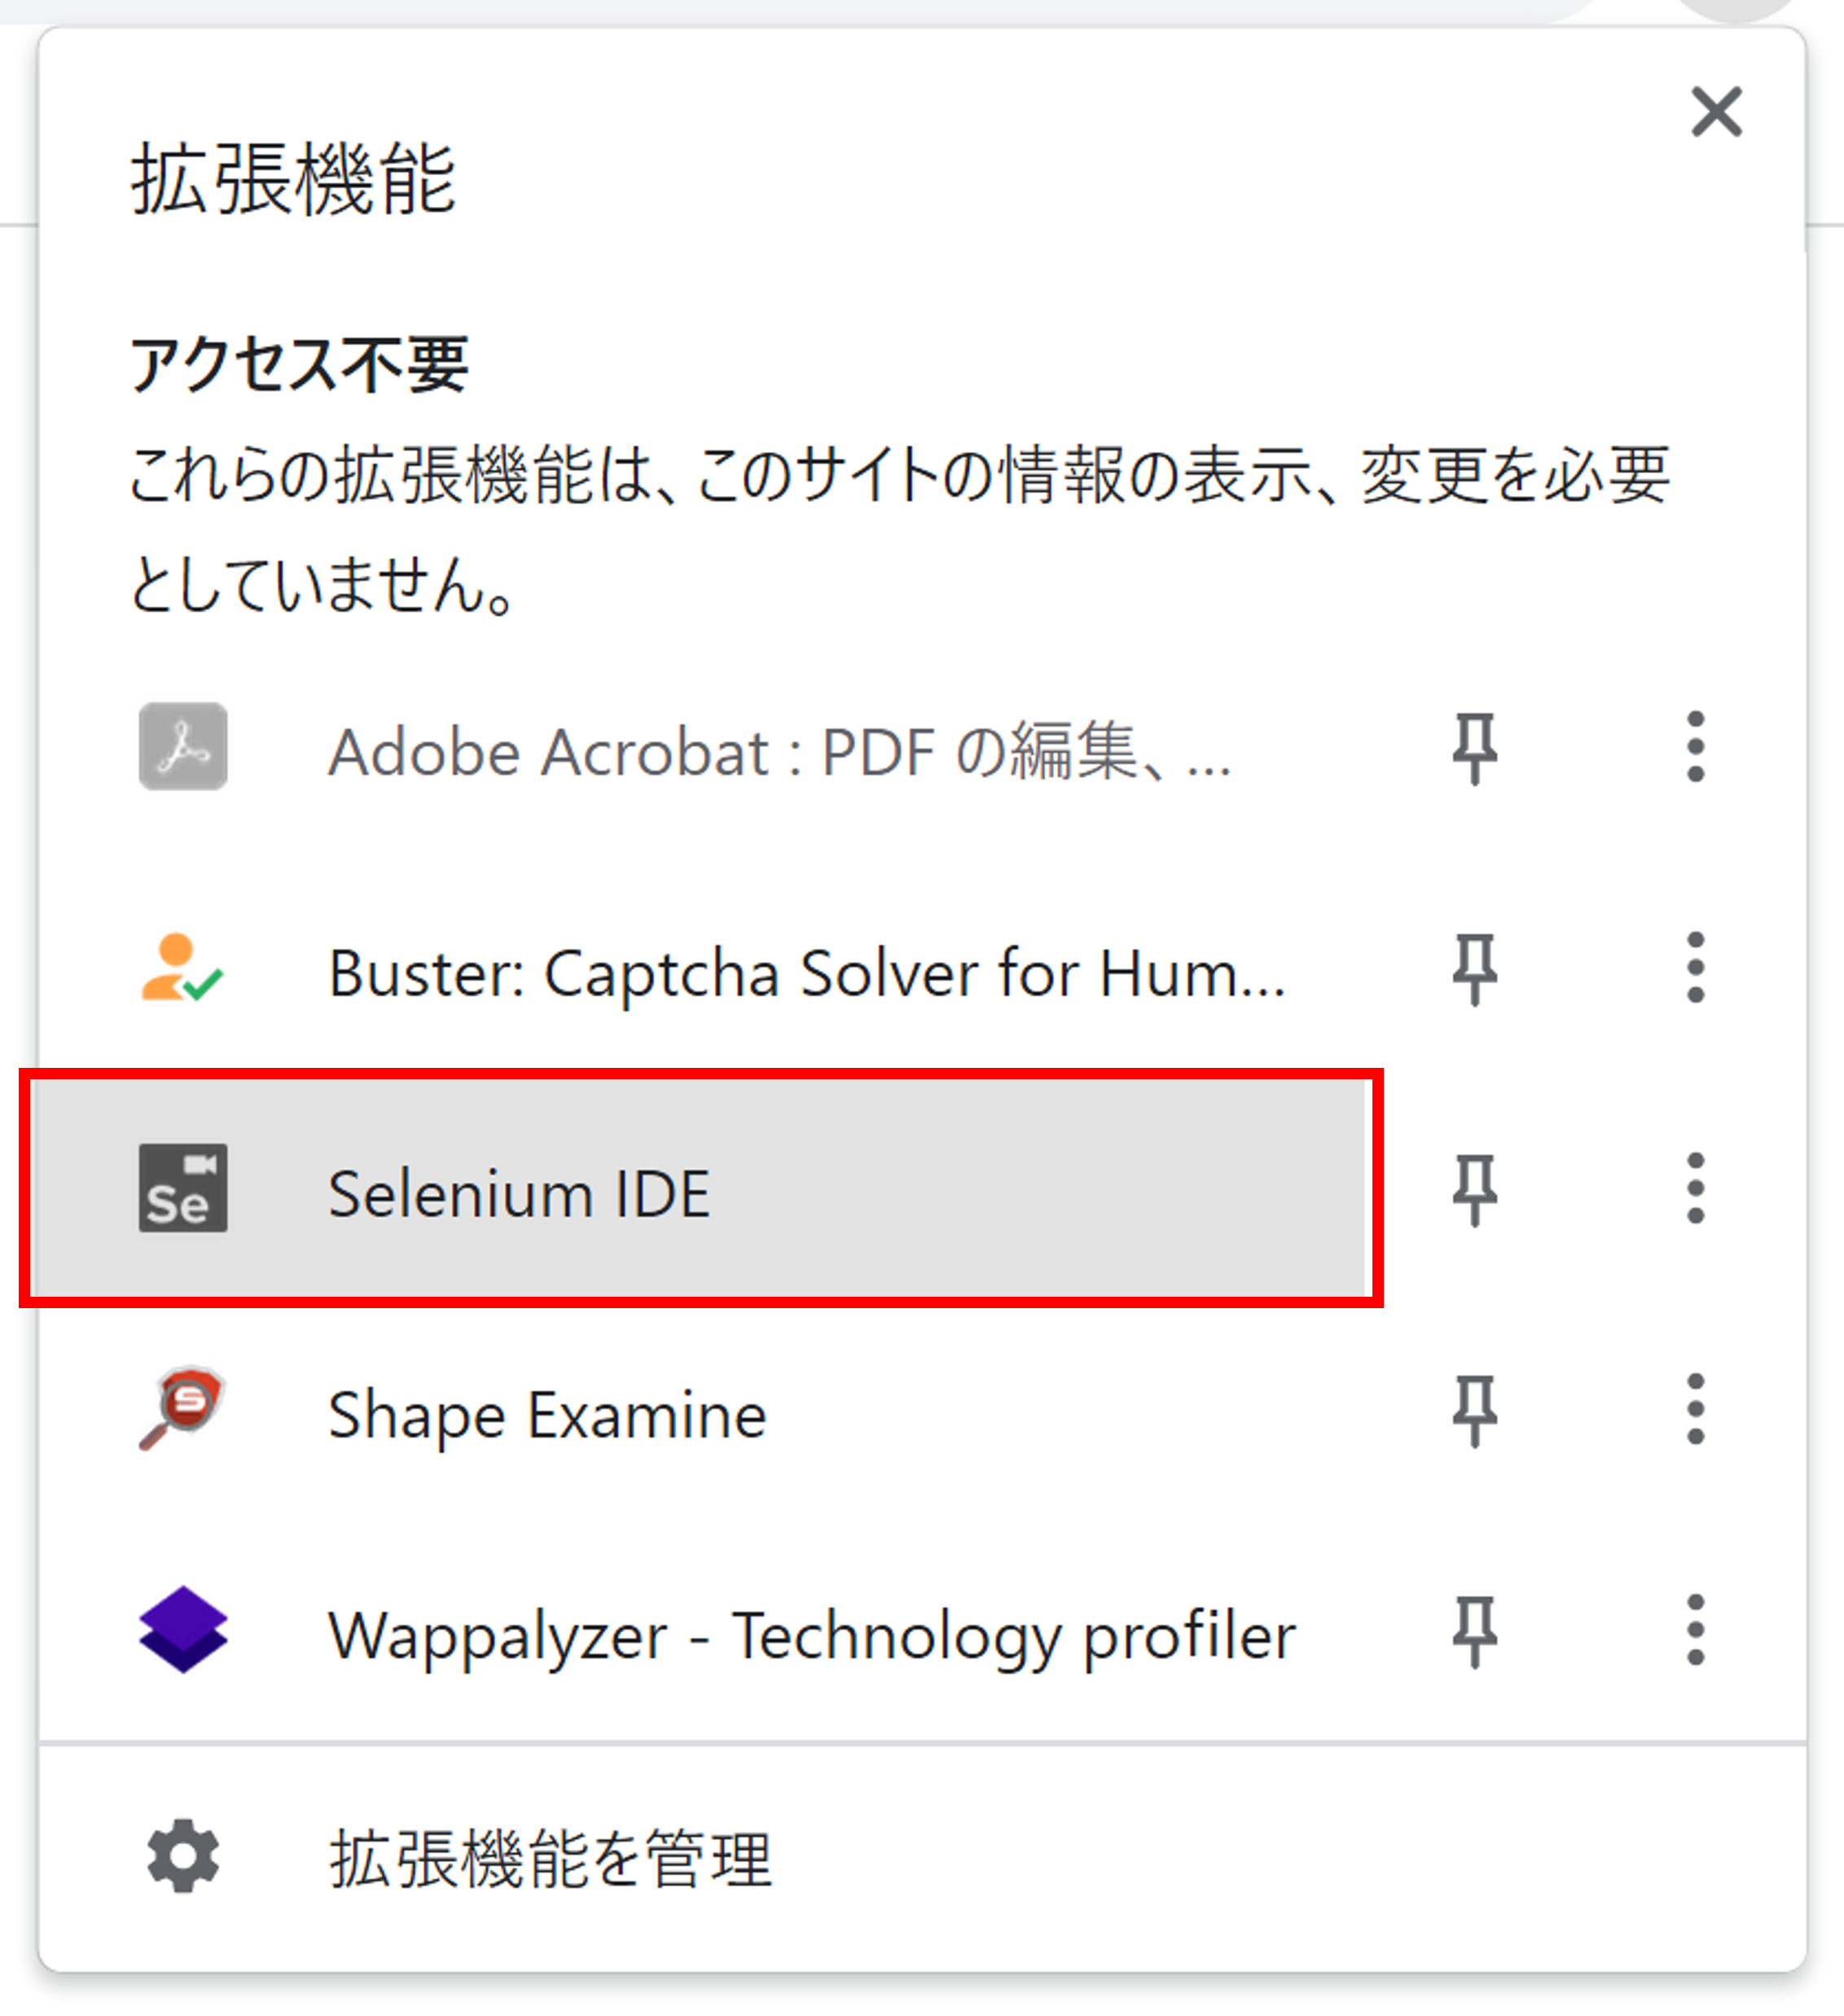 拡張機能
アクセス不要
これらの拡張機能は、このサイトの情報の表示、変更を必要
としていません。
Adobe Acrobat : PDF の編集、...
Buster: Captcha Solver for Hum...
Se
Selenium IDE
S
Shape Examine
Wappalyzer - Technology profiler
拡張機能を管理